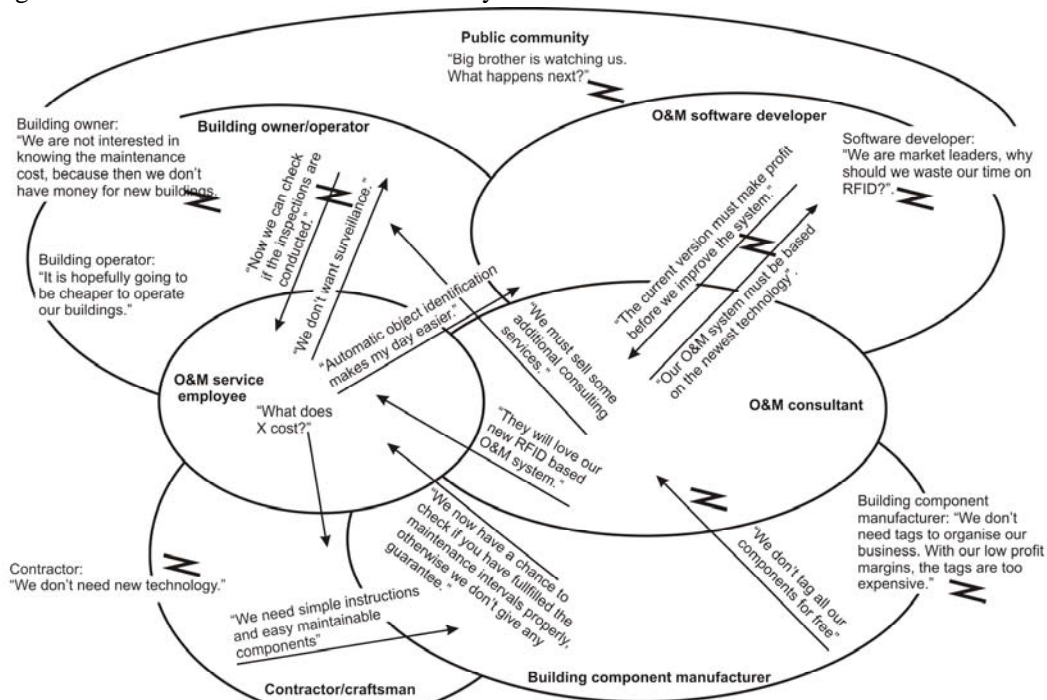 Public community
“Big brother is watching us.
What happens next?”
Building owner:
“We are not interested in
knowing the maintenance
cost, because then we don’t
have money for new buildings.
Building owner/operator
O&M software developer
Software developer:
“We are market leaders, why
should we waste our time on
RFID?”.
“Now we can check
if the inspections are
conducted.”
“We don’t want surveillance.”
“The current version must make profit
before we improve the system.”
“Our O&M system must be based
on the newest technology”.
Building operator:
“It is hopefully going to
be cheaper to operate
our buildings.”
“Automatic object identification
makes my day easier.”
“We must sell some
additional consulting
services.”
O&M service
employee
“What does
X cost?”
O&M consultant
“They will love our
new RFID based
O&M system.”
Building component
manufacturer: “We don’t
need tags to organise our
business. With our low profit
margins, the tags are too
expensive.”
“We now have a chance to
check if you have fullfilled the
maintenance intervals properly,
otherwise we don’t give any
guarantee.”
“We don’t tag all our
components for free”
Contractor:
“We don’t need new technology.”
“We need simple instructions
and easy maintainable
components”
Building component manufacturer
Contractor/craftsman